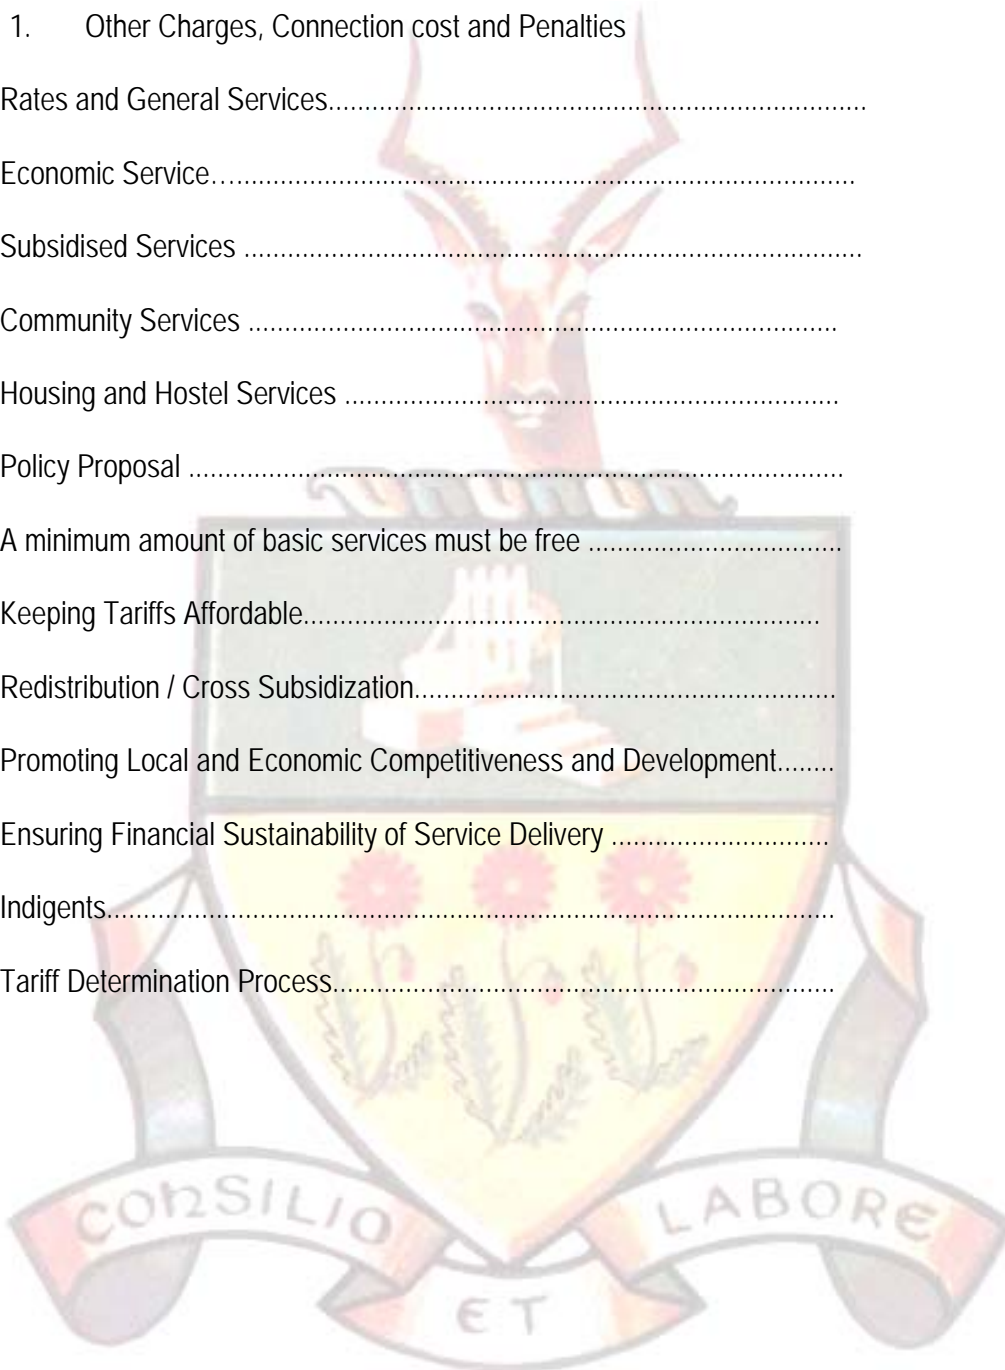 1. Other Charges, Connection cost and Penalties
Rates and General Services..........................................................................
Economic Service…....................................................................................
Subsidised Services .....................................................................................
Community Services .................................................................................
Housing and Hostel Services ....................................................................
Policy Proposal ..........................................................................................
A minimum amount of basic services must be free ...................................
Keeping Tariffs Affordable.......................................................................
Redistribution / Cross Subsidization..........................................................
Promoting Local and Economic Competitiveness and Development........
Ensuring Financial Sustainability of Service Delivery ..............................
Indigents....................................................................................................
Tariff Determination Process.....................................................................
CONSILIO ET LABORE